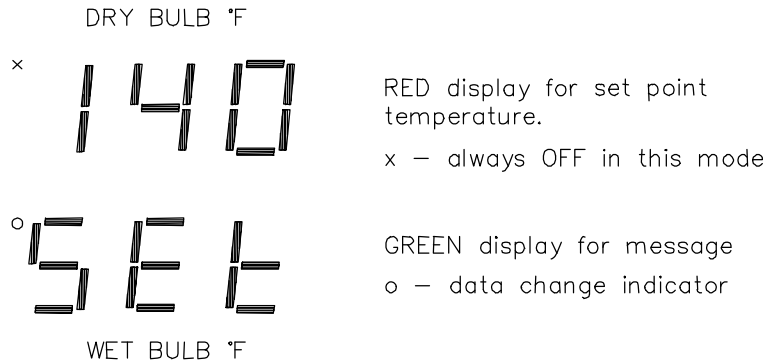 DRY BULB °F
x
140
RED display for set point
temperature.
x – always OFF in this mode
o
SEt
GREEN display for message
o – data change indicator
WET BULB °F